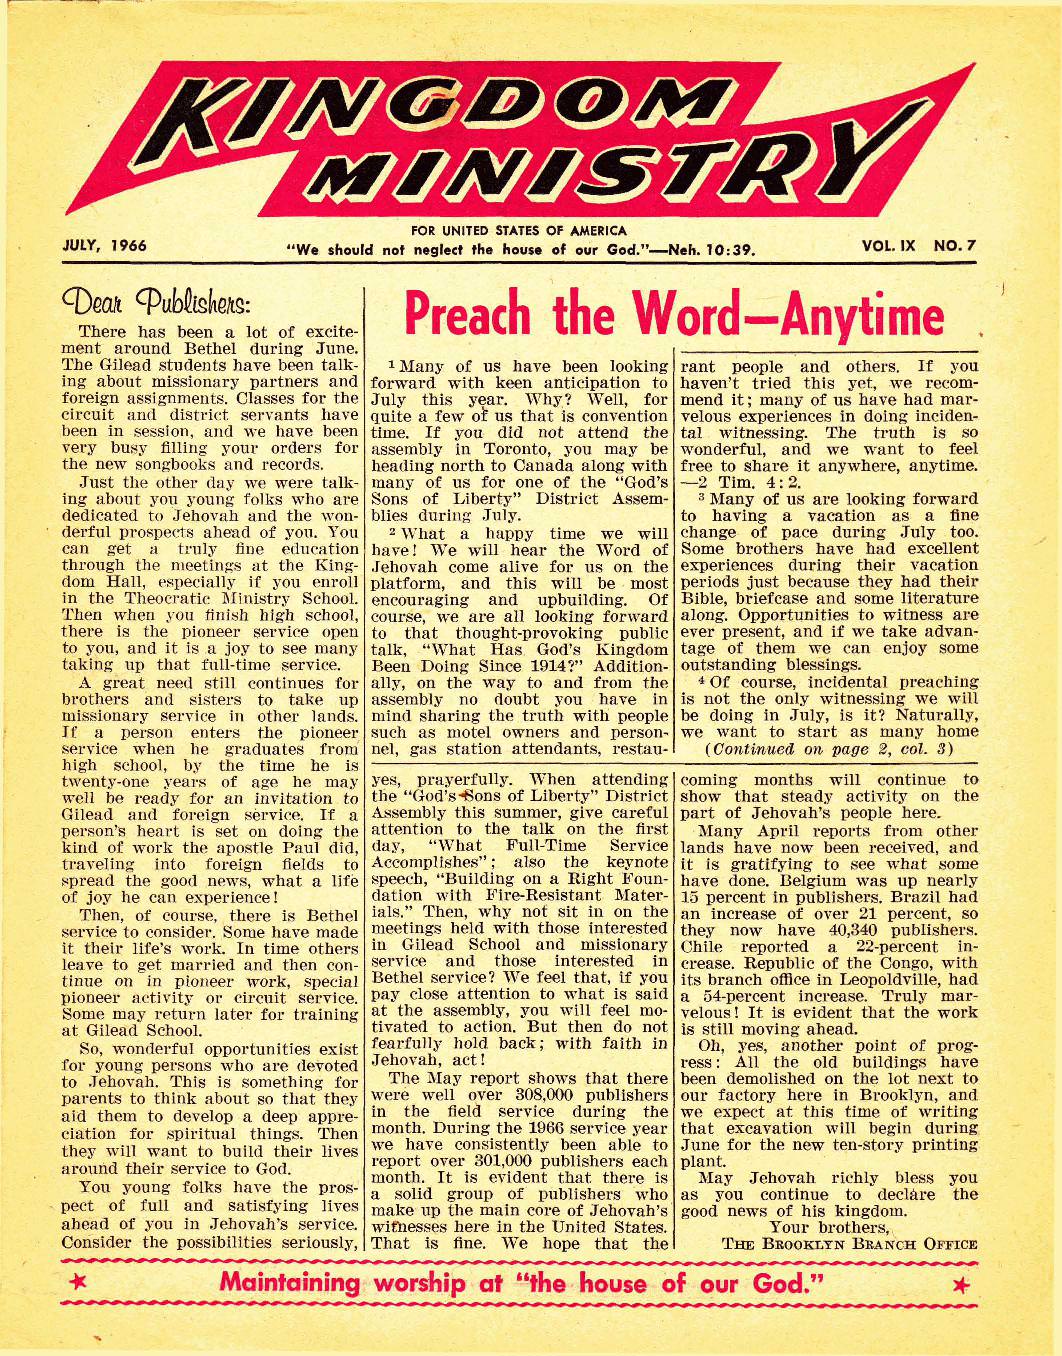 KINGDOM
MINISTRY
FOR UNITED STATES OF AMERICA
JULY, 1966
"We should not neglect the house of our God."—Neh. 10:39.
VOL. IX NO. 7
Dear Publishers:
There has been a lot of excite-
ment around Bethel during June.
The Gilead students have been talk-
ing about missionary partners and
foreign assignments. Classes for the
circuit and district servants have
been in session, and we have been
very busy filling your orders for
the new songbooks and records.
Just the other day we were talk-
ing about you young folks who are
dedicated to Jehovah and the won-
derful prospects ahead of you. You
can get a truly fine education
through the meetings at the King-
dom Hall, especially if you enroll
in the Theocratic Ministry School.
Then when you finish high school,
there is the pioneer service open
to you, and it is a joy to see many
taking up that full-time service.
A great need still continues for
brothers and sisters to take up
missionary service in other lands.
If a person enters the pioneer
service when he graduates from
high school, by the time he is
twenty-one years of age he may
well be ready for an invitation to
Gilead and foreign service. If a
person's heart is set on doing the
kind of work the apostle Paul did,
traveling into foreign fields to
spread the good news, what a life
of joy he can experience!
Then, of course, there is Bethel
service to consider. Some have made
it their life's work. In time others
leave to get married and then con-
tinue on in pioneer work, special
pioneer activity or circuit service.
Some may return later for training
at Gilead School.
So, wonderful opportunities exist
for young persons who are devoted
to Jehovah. This is something for
parents to think about so that they
aid them to develop a deep appre-
ciation for spiritual things. Then
they will want to build their lives
around their service to God.
You young folks have the pros-
pect of full and satisfying lives
ahead of you in Jehovah's service.
Consider the possibilities seriously,
yes, prayerfully. When attending
the "God's Sons of Liberty" District
Assembly this summer, give careful
attention to the talk on the first
day, "What Full-Time Service
Accomplishes"; also the keynote
speech, "Building on a Right Foun-
dation with Fire-Resistant Mater-
ials." Then, why not sit in on the
meetings held with those interested
in Gilead School and missionary
service and those interested in
Bethel service? We feel that, if you
pay close attention to what is said
at the assembly, you will feel mo-
tivated to action. But then do not
fearfully hold back; with faith in
Jehovah, act!
The May report shows that there
were well over 308,000 publishers
in the field service during the
month. During the 1966 service year
we have consistently been able to
report over 301,000 publishers each
month. It is evident that there is
a solid group of publishers who
make up the main core of Jehovah's
witnesses here in the United States.
That is fine. We hope that the
coming months will continue to
show that steady activity on the
part of Jehovah's people here.
Many April reports from other
lands have now been received, and
it is gratifying to see what some
have done. Belgium was up nearly
15 percent in publishers. Brazil had
an increase of over 21 percent, so
they now have 40,340 publishers.
Chile reported a 22-percent in-
crease. Republic of the Congo, with
its branch office in Leopoldville, had
a 54-percent increase. Truly mar-
velous! It is evident that the work
is still moving ahead.
Oh, yes, another point of prog-
ress: All the old buildings have
been demolished on the lot next to
our factory here in Brooklyn, and
we expect at this time of writing
that excavation will begin during
June for the new ten-story printing
plant.
May Jehovah richly bless you
as you continue to declare the
good news of his kingdom.
Your brothers,
THE BROOKLYN BRANCH OFFICE
Preach the Word—Anytime
1 Many of us have been looking
forward with keen anticipation to
July this year. Why? Well, for
quite a few of us that is convention
time. If you did not attend the
assembly in Toronto, you may be
heading north to Canada along with
many of us for one of the "God's
Sons of Liberty" District Assem-
blies during July.
2 What a happy time we will
have! We will hear the Word of
Jehovah come alive for us on the
platform, and this will be most
encouraging and upbuilding. Of
course, we are all looking forward
to that thought-provoking public
talk, "What Has God's Kingdom
Been Doing Since 1914?" Addition-
ally, on the way to and from the
assembly no doubt you have in
mind sharing the truth with people
such as motel owners and person-
nel, gas station attendants, restau-
rant people and others. If you
haven't tried this yet, we recom-
mend it; many of us have had mar-
velous experiences in doing inciden-
tal witnessing. The truth is so
wonderful, and we want to feel
free to share it anywhere, anytime.
—2 Tim. 4:2.
3 Many of us are looking forward
to having a vacation as a fine
change of pace during July too.
Some brothers have had excellent
experiences during their vacation
periods just because they had their
Bible, briefcase and some literature
along. Opportunities to witness are
ever present, and if we take advan-
tage of them we can enjoy some
outstanding blessings.
4 Of course, incidental preaching
is not the only witnessing we will
be doing in July, is it? Naturally,
we want to start as many home
(Continued on page 2, col. 3)
Maintaining worship at "the house of our God."